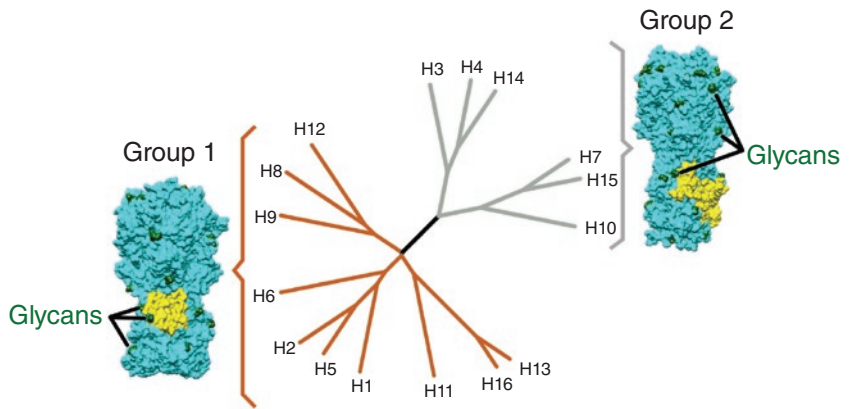 Group 2
H3
H4
H14
H12
Group 1
H7
Glycans
H8
H15
H9
H10
H6
Glycans
H2
H5
H1
H11
H16
H13